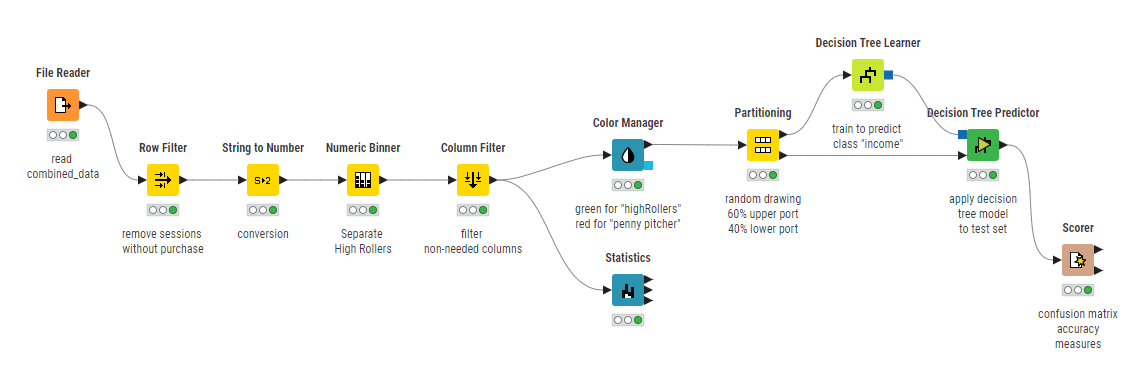 File Reader
read
combined_data
Row Filter
remove sessions
without purchase
String to Number
S▸2
conversion
Numeric Binner
Separate
High Rollers
Column Filter
filter
non-needed columns
Color Manager
green for "highRollers"
red for "penny pitcher"
Statistics
Partitioning
random drawing
60% upper port
40% lower port
Decision Tree Learner
train to predict
class "income"
Decision Tree Predictor
apply decision
tree model
to test set
Scorer
confusion matrix
accuracy
measures